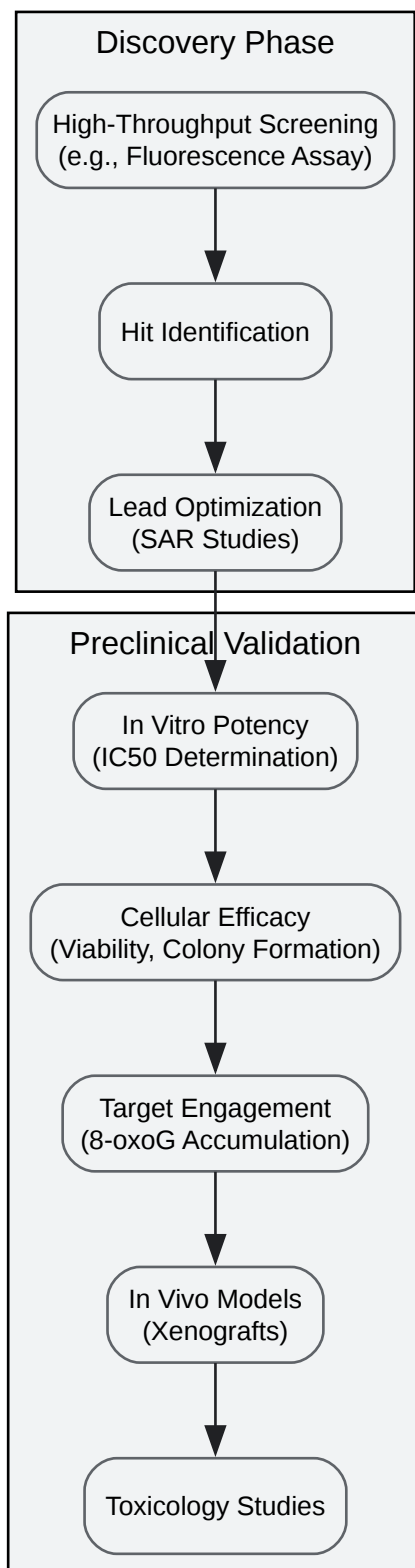 Discovery Phase
High-Throughput Screening
(e.g., Fluorescence Assay)
Hit Identification
Lead Optimization
(SAR Studies)
Preclinical Validation
In Vitro Potency
(IC50 Determination)
Cellular Efficacy
(Viability, Colony Formation)
Target Engagement
(8-oxoG Accumulation)
In Vivo Models
(Xenografts)
Toxicology Studies